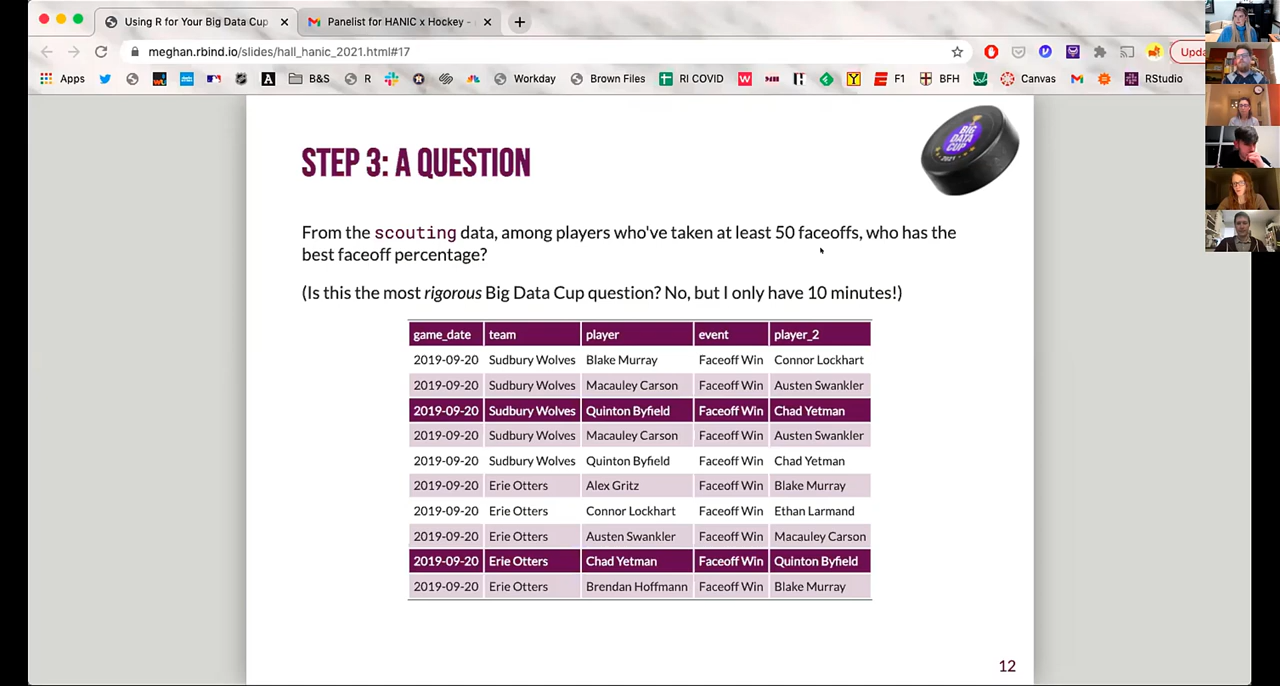 Using R for Your Big Data Cup
Panelist for HANIC x Hockey -
meghan.rbind.io/slides/hall_hanic_2021.html#17
Apps B&S R Workday Brown Files RI COVID F1 BFH Canvas RStudio
BIG DATA CUP 2021
STEP 3: A QUESTION
From the scouting data, among players who've taken at least 50 faceoffs, who has the
best faceoff percentage?
(Is this the most rigorous Big Data Cup question? No, but I only have 10 minutes!)
game_date team player event player_2
2019-09-20 Sudbury Wolves Blake Murray Faceoff Win Connor Lockhart
2019-09-20 Sudbury Wolves Macauley Carson Faceoff Win Austen Swankler
2019-09-20 Sudbury Wolves Quinton Byfield Faceoff Win Chad Yetman
2019-09-20 Sudbury Wolves Macauley Carson Faceoff Win Austen Swankler
2019-09-20 Sudbury Wolves Quinton Byfield Faceoff Win Chad Yetman
2019-09-20 Erie Otters Alex Gritz Faceoff Win Blake Murray
2019-09-20 Erie Otters Connor Lockhart Faceoff Win Ethan Larmand
2019-09-20 Erie Otters Austen Swankler Faceoff Win Macauley Carson
2019-09-20 Erie Otters Chad Yetman Faceoff Win Quinton Byfield
2019-09-20 Erie Otters Brendan Hoffmann Faceoff Win Blake Murray
12